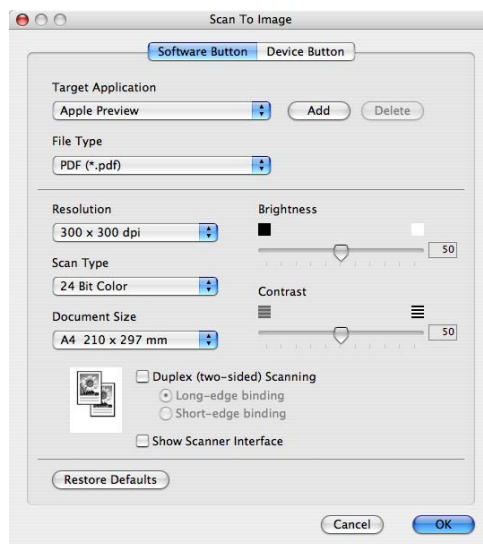 Scan To Image
Software Button Device Button
Target Application
Apple Preview Add Delete
File Type
PDF (*.pdf)
Resolution Brightness
300 x 300 dpi 50
Scan Type
24 Bit Color Contrast
Document Size
A4 210 x 297 mm 50
Duplex (two-sided) Scanning
Long-edge binding
Short-edge binding
Show Scanner Interface
Restore Defaults
Cancel OK